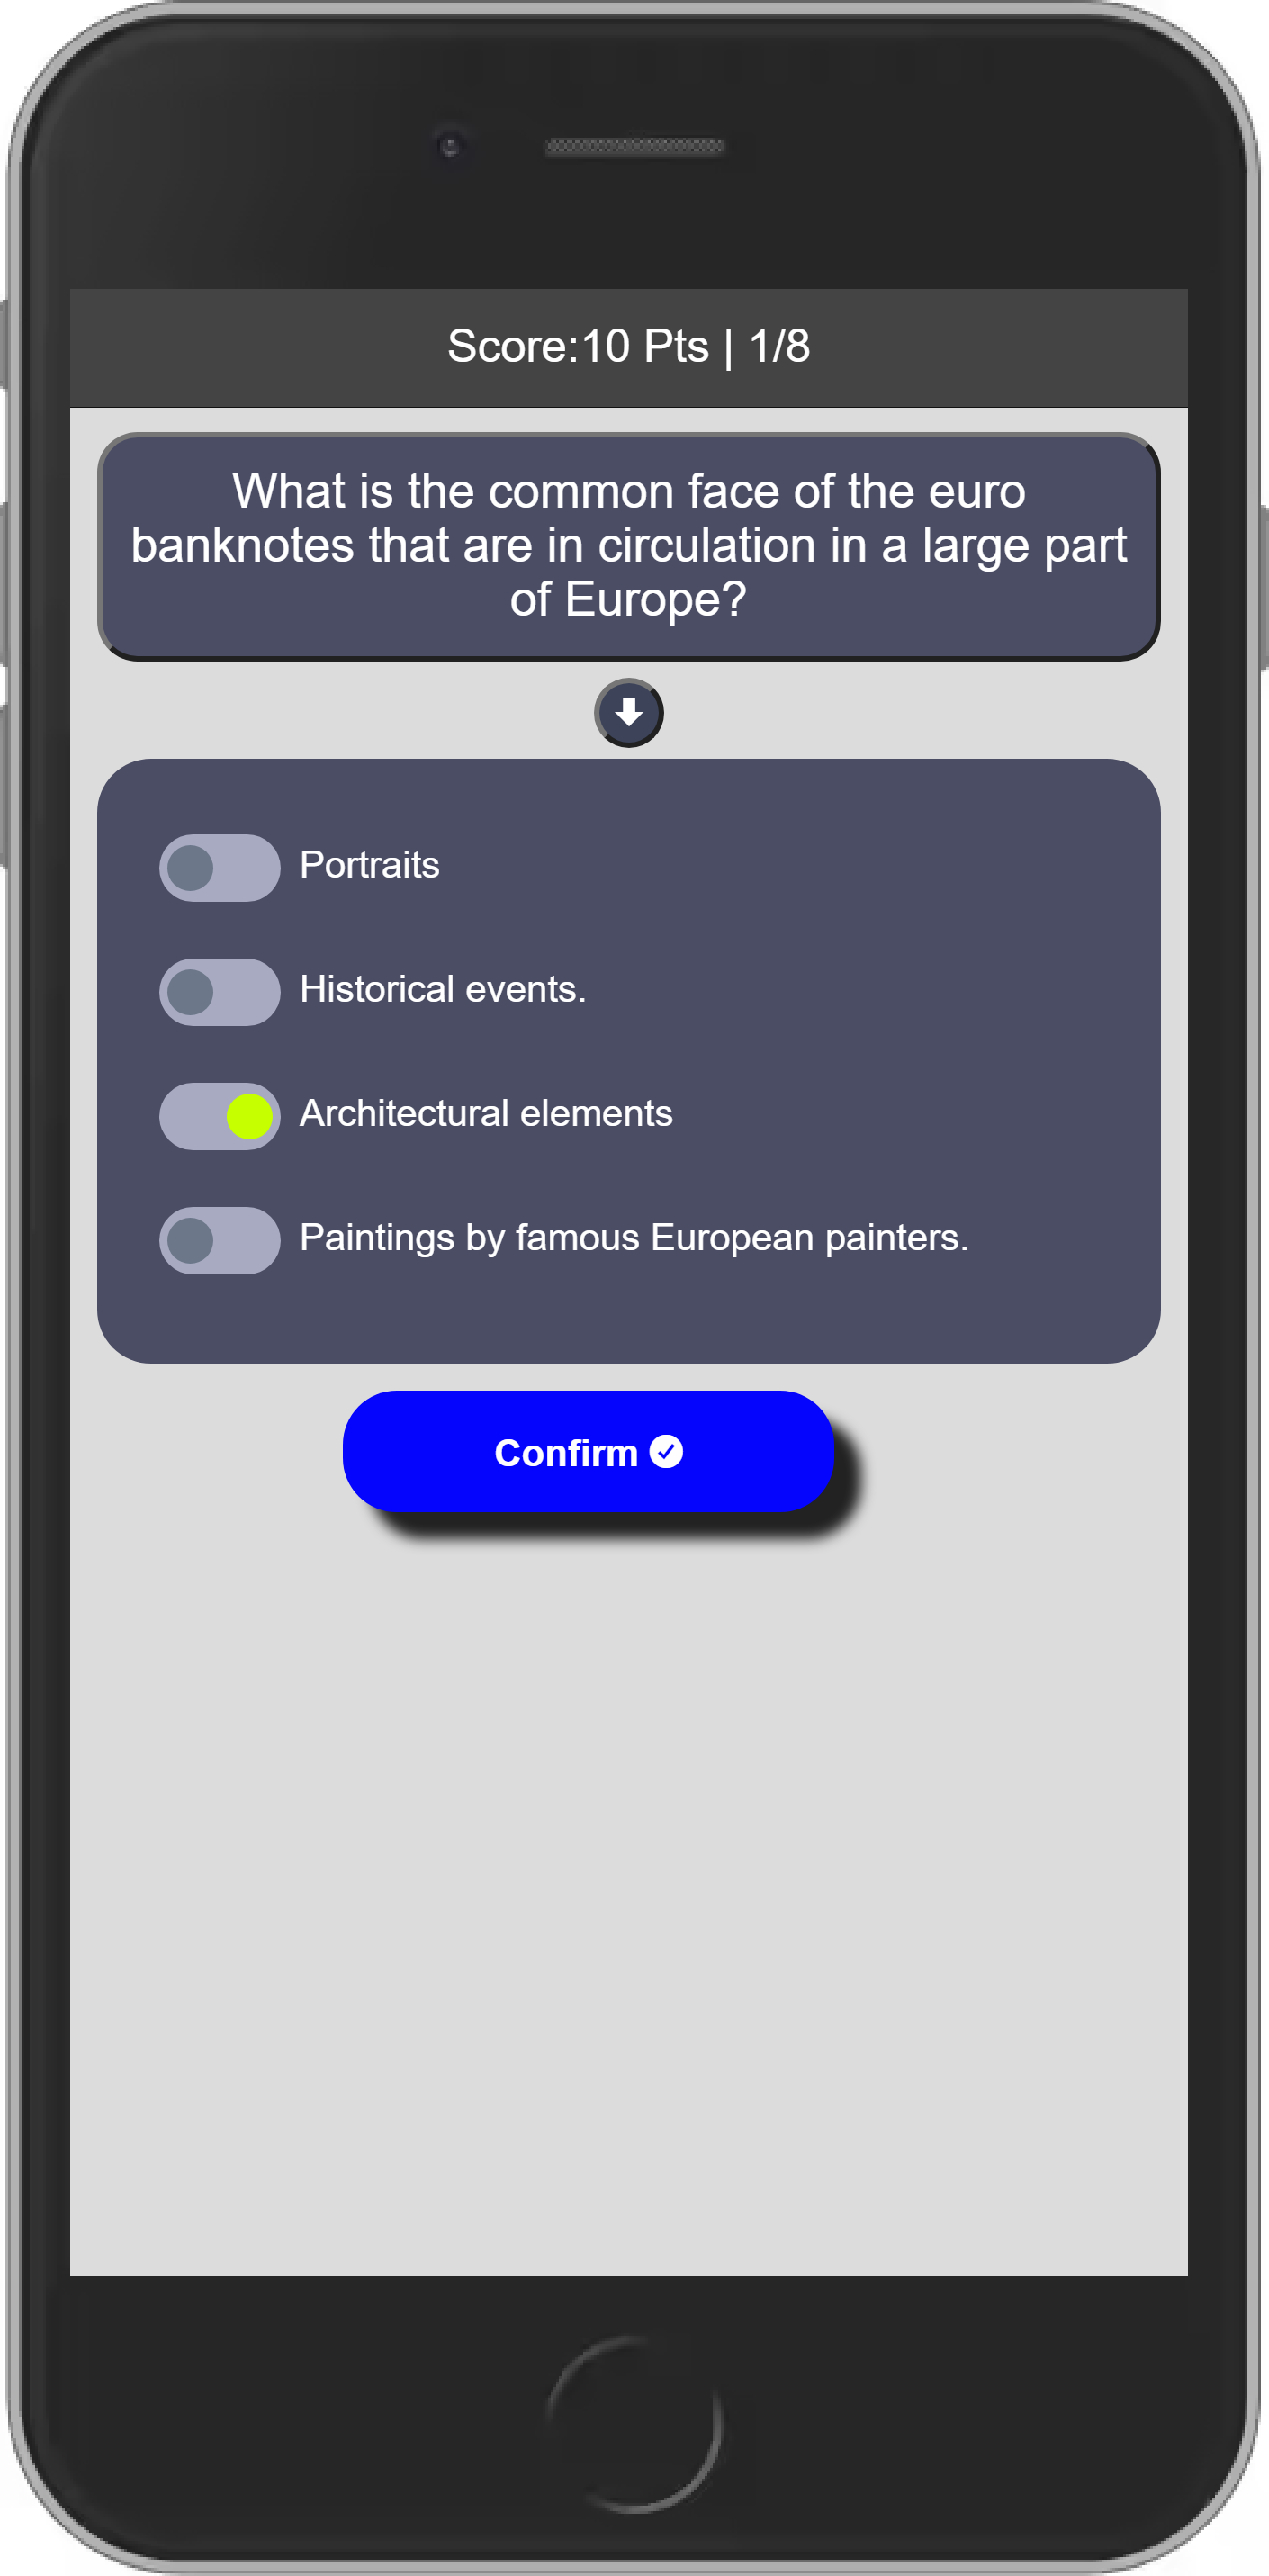 Score:10 Pts | 1/8
What is the common face of the euro
banknotes that are in circulation in a large part
of Europe?
Portraits
Historical events.
Architectural elements
Paintings by famous European painters.
Confirm